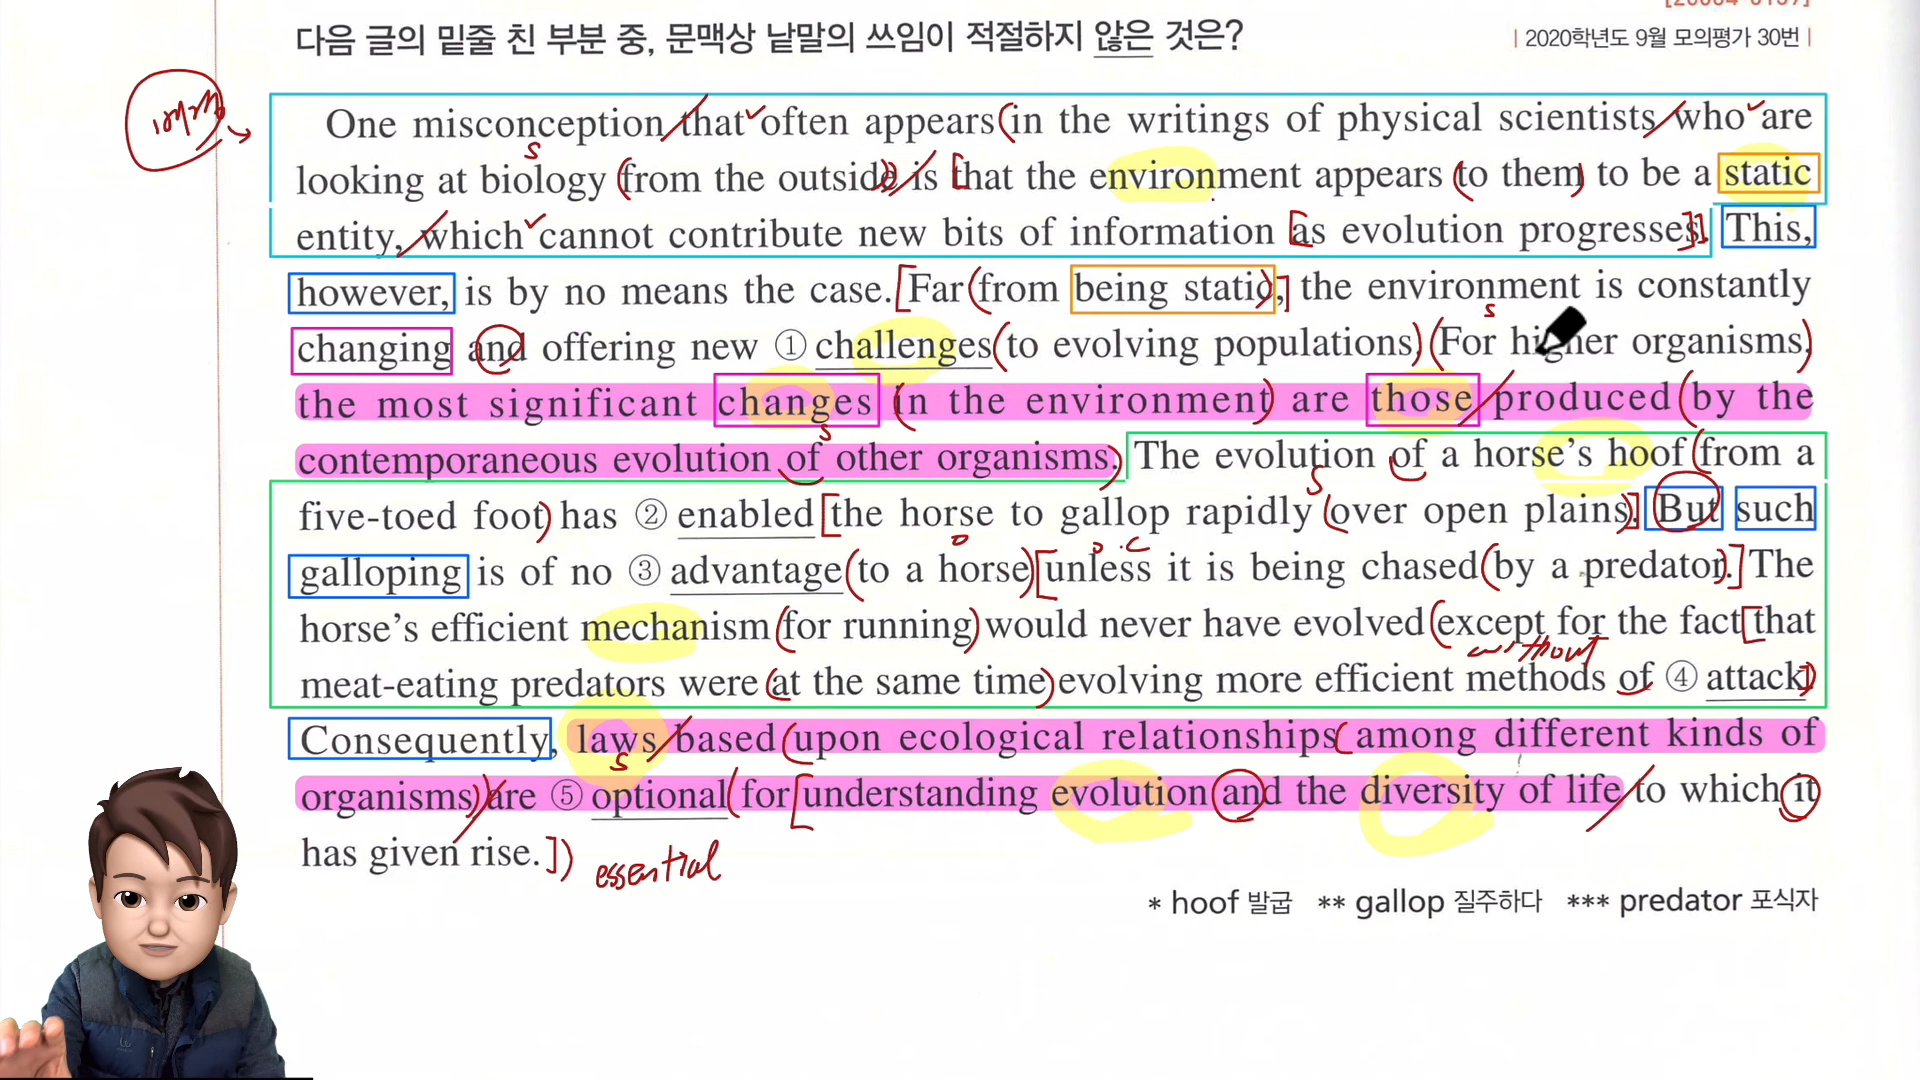 다음 글의 밑줄 친 부분 중, 문맥상 낱말의 쓰임이 적절하지 않은 것은?
| 2020학년도 9월 모의평가 30번 |
One misconception that often appears in the writings of physical scientists who are
s
looking at biology from the outside is that the environment appears to them to be a static
entity, which cannot contribute new bits of information as evolution progresses. This,
however, is by no means the case. Far from being static, the environment is constantly
s
changing and offering new ① challenges to evolving populations. For higher organisms,
the most significant changes in the environment are those produced by the
s
contemporaneous evolution of other organisms. The evolution of a horse's hoof from a
s
five-toed foot has ② enabled the horse to gallop rapidly over open plains. But such
o o.c
galloping is of no ③ advantage to a horse unless it is being chased by a predator. The
horse's efficient mechanism for running would never have evolved except for the fact that
without
meat-eating predators were at the same time evolving more efficient methods of ④ attack.
Consequently, laws based upon ecological relationships among different kinds of
s
organisms are ⑤ optional for understanding evolution and the diversity of life to which it
has given rise.
essential
* hoof 발굽 ** gallop 질주하다 *** predator 포식자